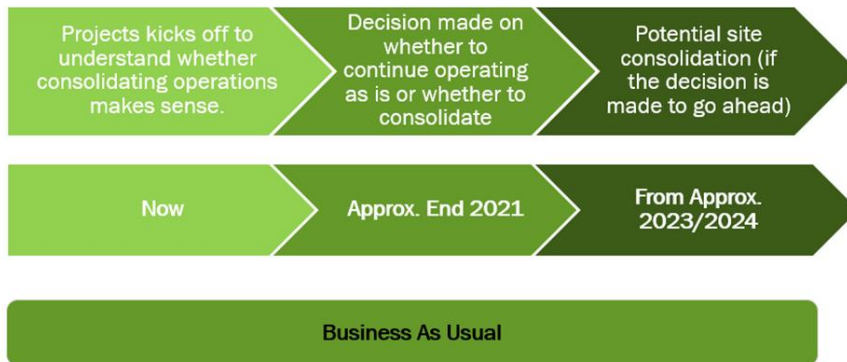 Projects kicks off to
understand whether
consolidating operations
makes sense.
Decision made on
whether to
continue operating
as is or whether to
consolidate
Potential site
consolidation (if
the decision is
made to go ahead)
Now
Approx. End 2021
From Approx.
2023/2024
Business As Usual